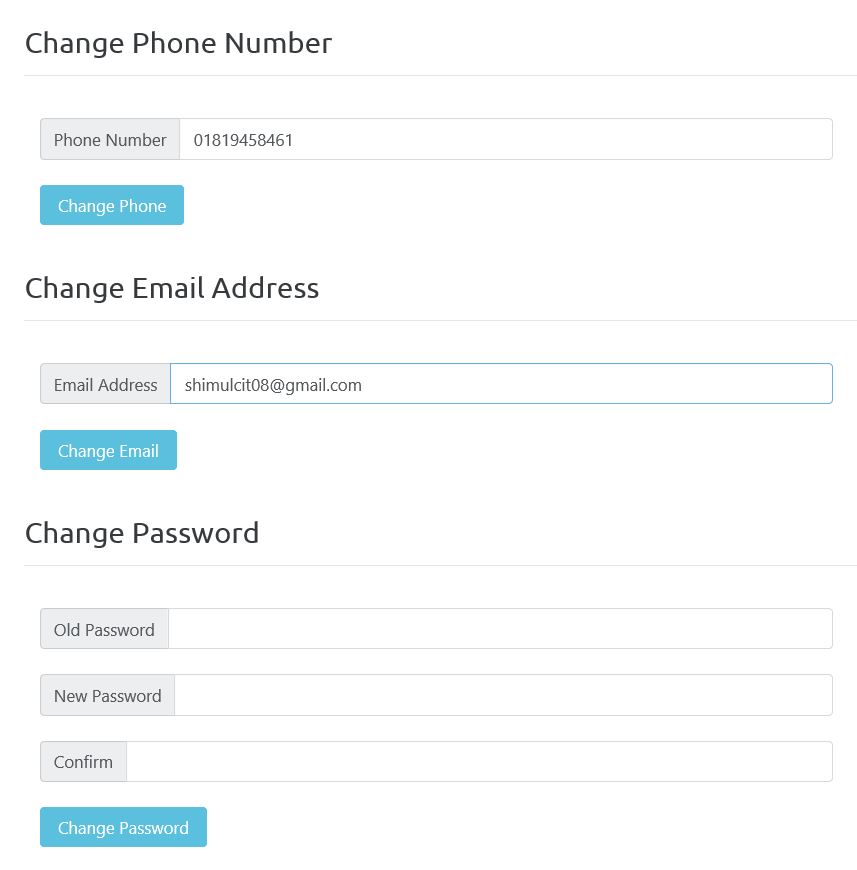 Change Phone Number
Phone Number 01819458461
Change Phone
Change Email Address
Email Address shimulcit08@gmail.com
Change Email
Change Password
Old Password
New Password
Confirm
Change Password